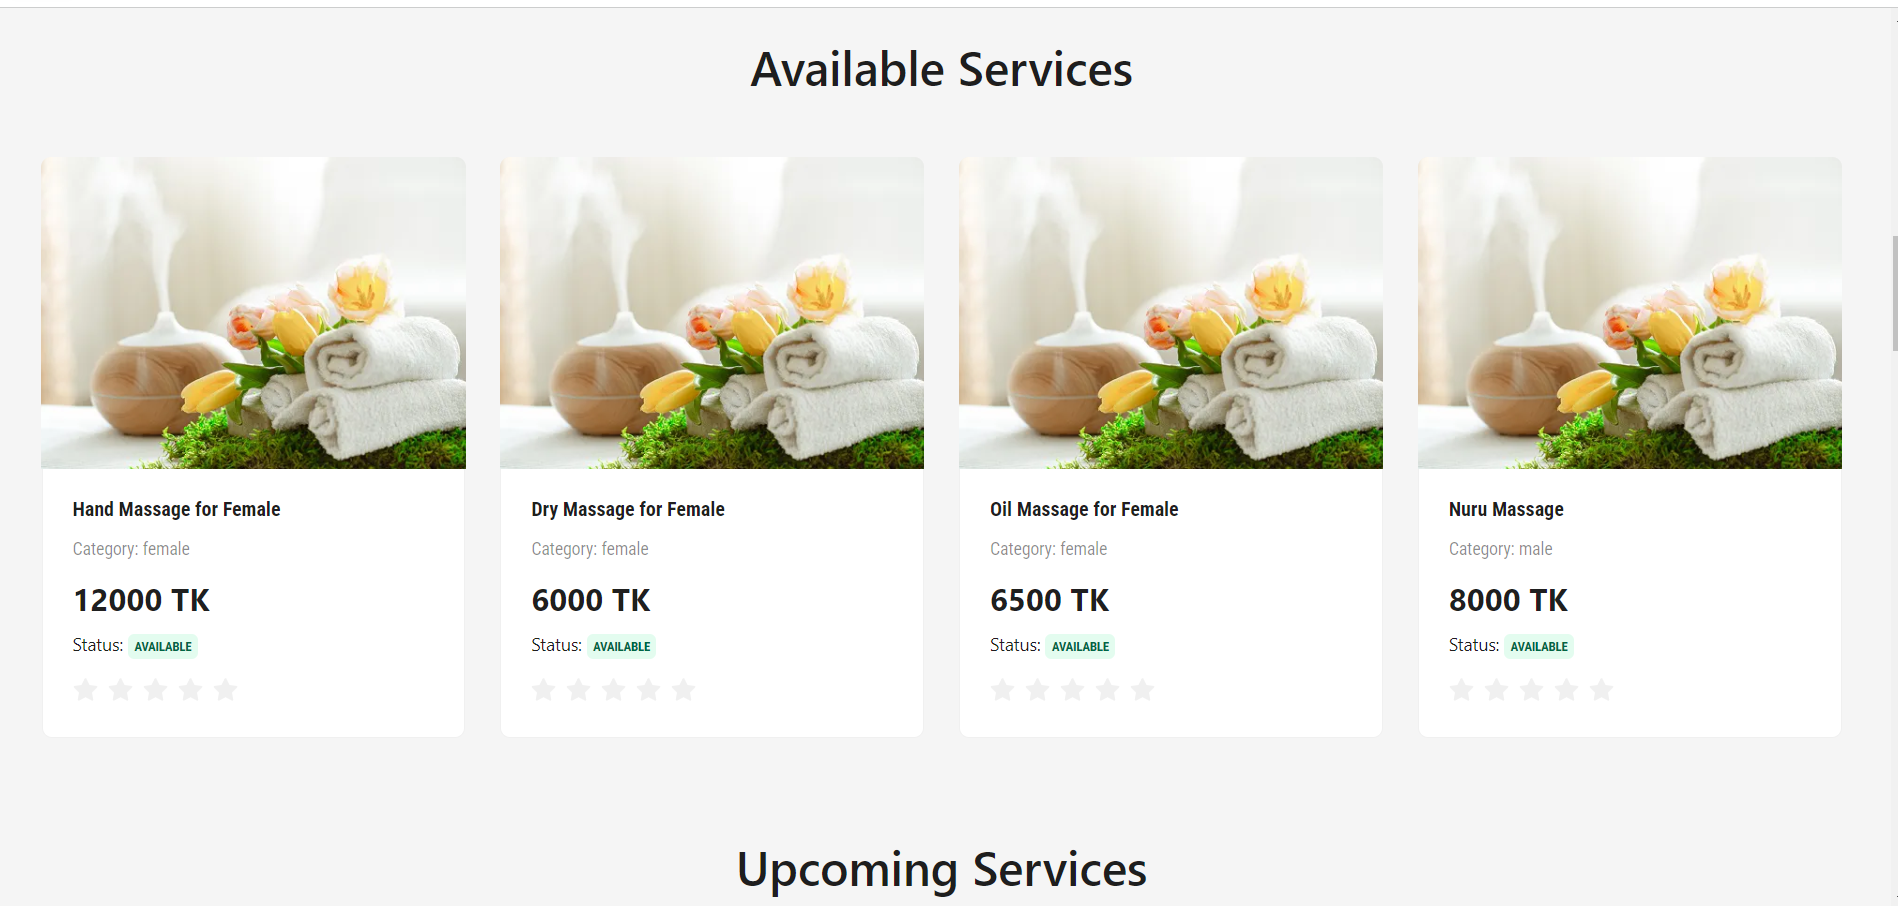 Available Services
Hand Massage for Female
Category: female
12000 TK
Status: AVAILABLE
Dry Massage for Female
Category: female
6000 TK
Status: AVAILABLE
Oil Massage for Female
Category: female
6500 TK
Status: AVAILABLE
Nuru Massage
Category: male
8000 TK
Status: AVAILABLE
Upcoming Services